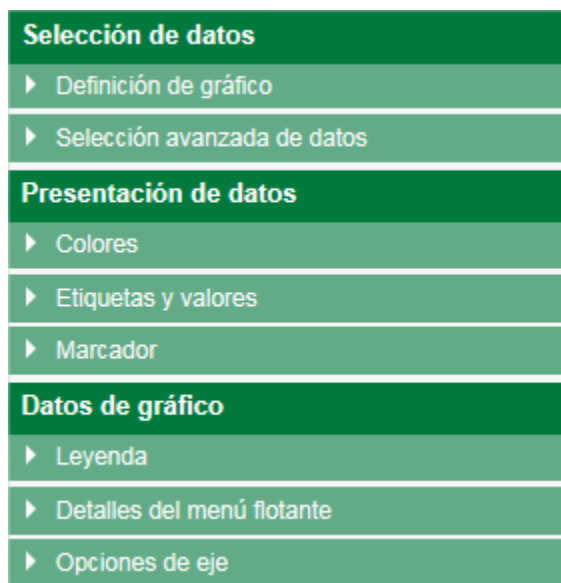 Selección de datos
Definición de gráfico
Selección avanzada de datos
Presentación de datos
Colores
Etiquetas y valores
Marcador
Datos de gráfico
Leyenda
Detalles del menú flotante
Opciones de eje